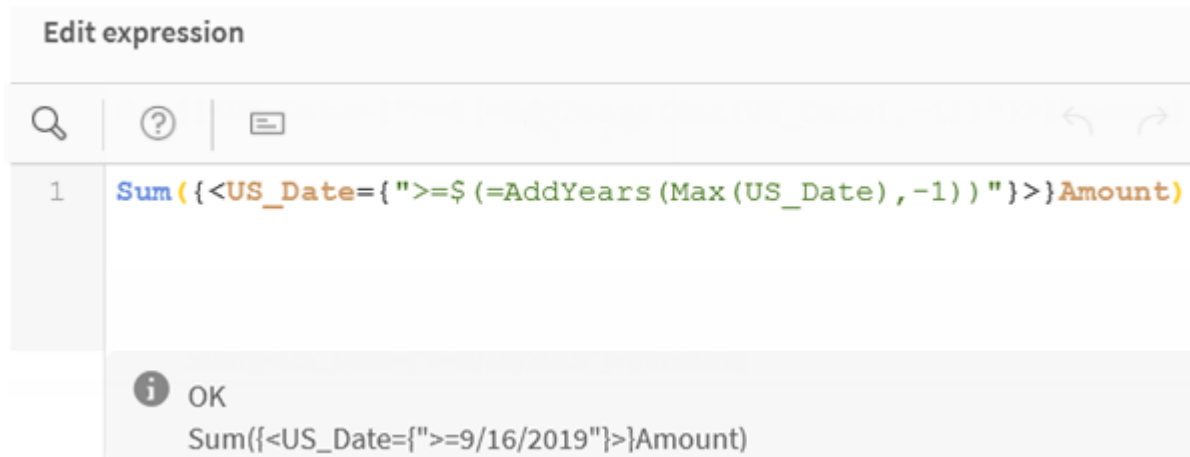 Edit expression
1 Sum({<US_Date={">=$(=AddYears(Max(US_Date),-1))"}>}Amount)
OK
Sum({<US_Date={">=9/16/2019"}>}Amount)